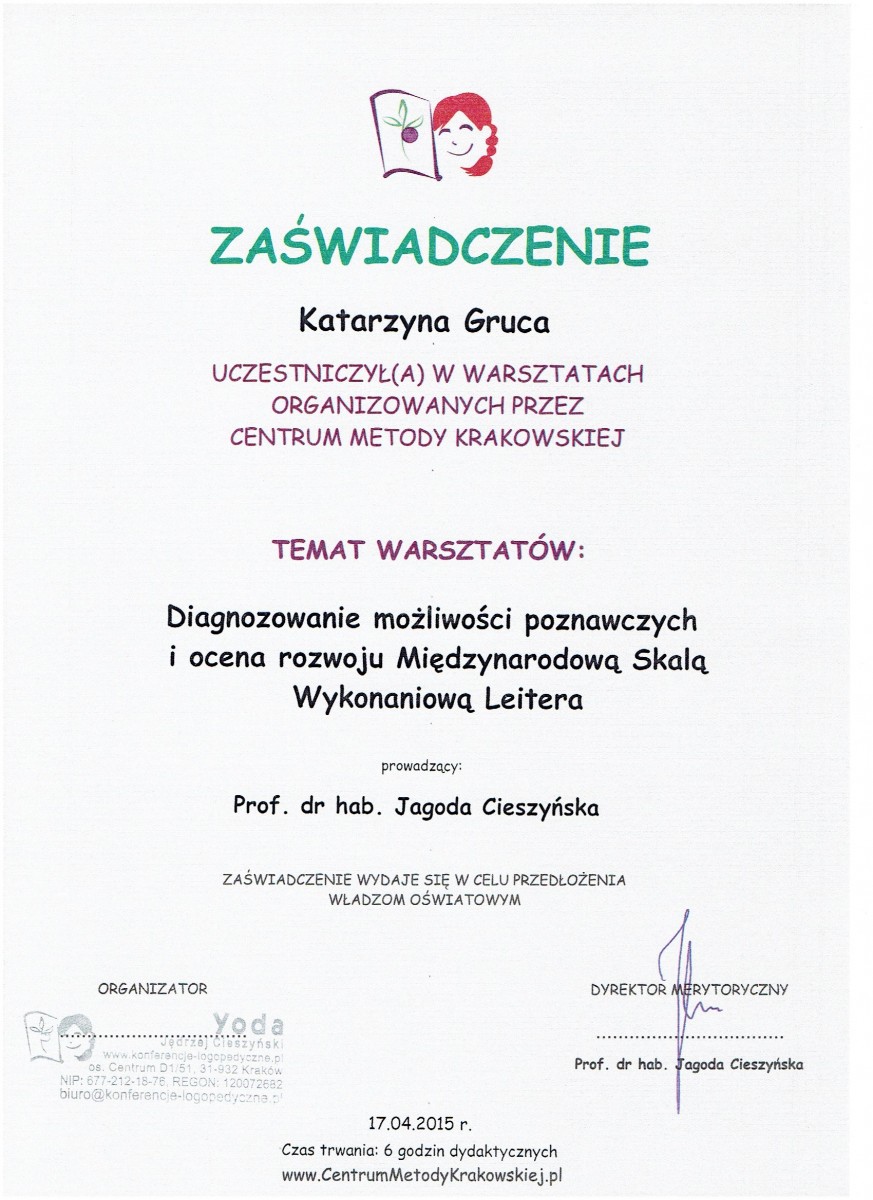 ZAŚWIADCZENIE
Katarzyna Gruca
UCZESTNICZYŁ(A) W WARSZTATACH
ORGANIZOWANYCH PRZEZ
CENTRUM METODY KRAKOWSKIEJ
TEMAT WARSZTATÓW:
Diagnozowanie możliwości poznawczych
i ocena rozwoju Międzynarodową Skalą
Wykonaniową Leitera
prowadzący:
Prof. dr hab. Jagoda Cieszyńska
ZAŚWIADCZENIE WYDAJE SIĘ W CELU PRZEDŁOŻENIA
WŁADZOM OŚWIATOWYM
ORGANIZATOR
Yoda
Jędrzej Cieszyński
www.konferencje-logopedyczne.pl
os. Centrum D1/51, 31-932 Kraków
NIP: 677-212-18-76, REGON: 120072682
biuro@konferencje-logopedyczne.pl
DYREKTOR MERYTORYCZNY
Prof. dr hab. Jagoda Cieszyńska
17.04.2015 r.
Czas trwania: 6 godzin dydaktycznych
www.CentrumMetodyKrakowskiej.pl